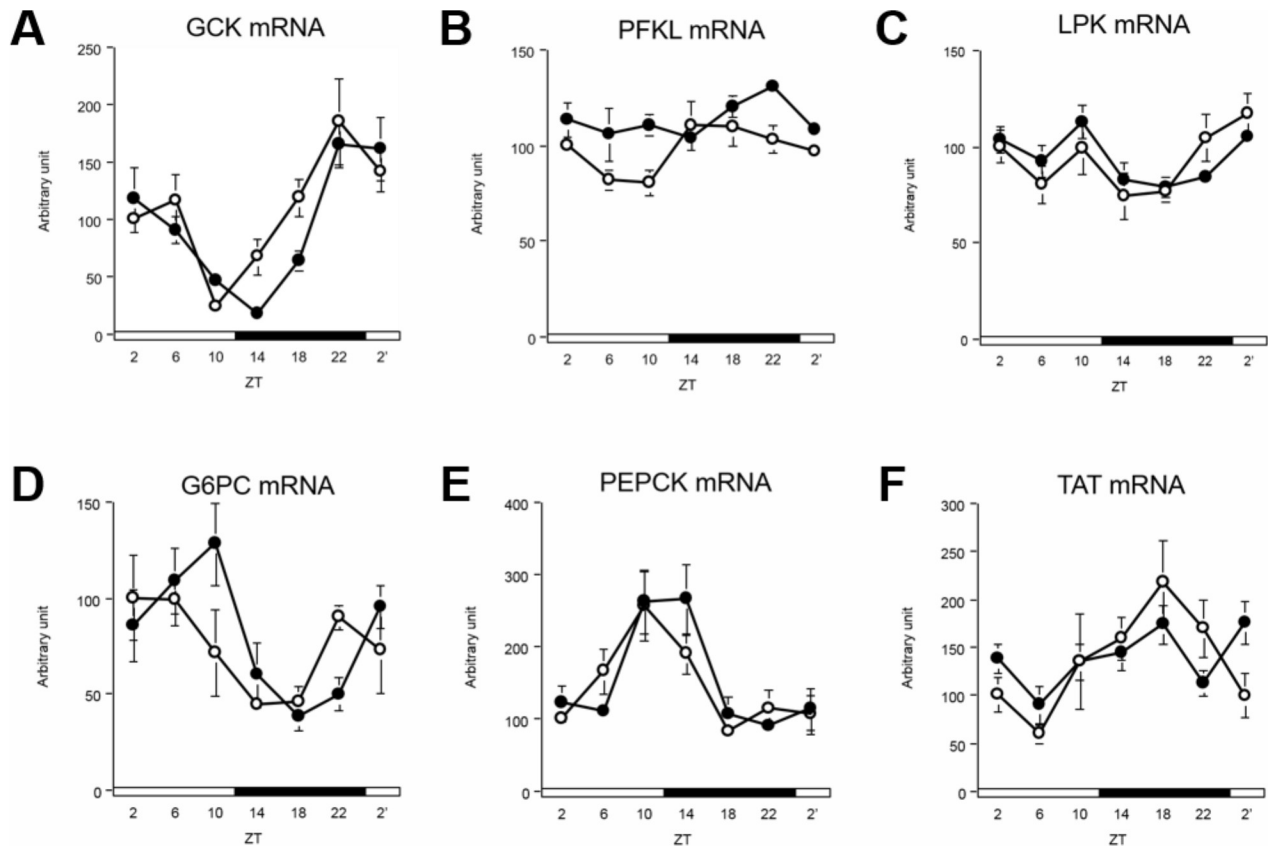 A
GCK mRNA
250
200
150
100
50
0
Arbitrary unit
2 6 10 14 18 22 2'
ZT
B
PFKL mRNA
150
100
50
0
Arbitrary unit
2 6 10 14 18 22 2'
ZT
C
LPK mRNA
150
100
50
0
Arbitrary unit
2 6 10 14 18 22 2'
ZT
D
G6PC mRNA
150
100
50
0
Arbitrary unit
2 6 10 14 18 22 2'
ZT
E
PEPCK mRNA
400
300
200
100
0
Arbitrary unit
2 6 10 14 18 22 2'
ZT
F
TAT mRNA
300
250
200
150
100
50
0
Arbitrary unit
2 6 10 14 18 22 2'
ZT